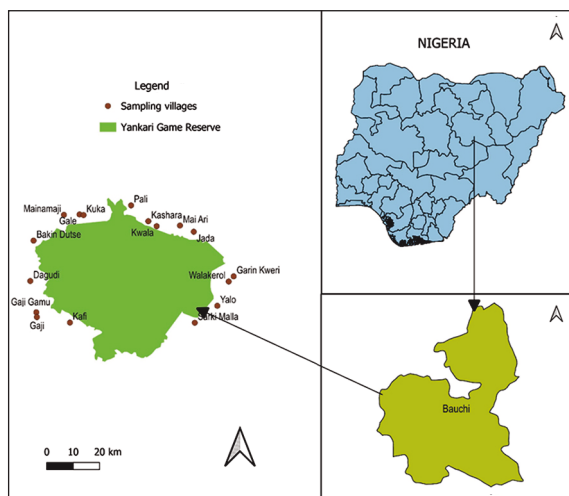 NIGERIA
Legend
Sampling villages
Yankari Game Reserve
Pali
Mainamaji
Kuka
Gale
Kashara
Mai Ari
Kwala
Jada
Bakin Dutse
Walakerol
Garin Kweri
Dagudi
Gaji Gamu
Yalo
Gaji
Kafi
Sarki Malla
Bauchi
0 10 20 km